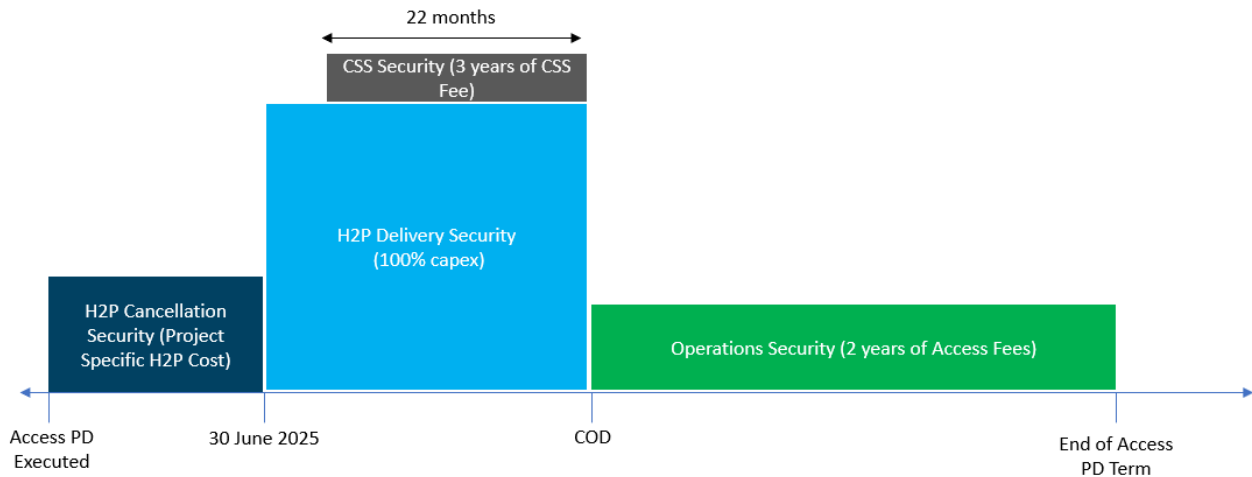 22 months
CSS Security (3 years of CSS
Fee)
H2P Delivery Security
(100% capex)
H2P Cancellation
Security (Project
Specific H2P Cost)
Operations Security (2 years of Access Fees)
Access PD
Executed
30 June 2025
COD
End of Access
PD Term